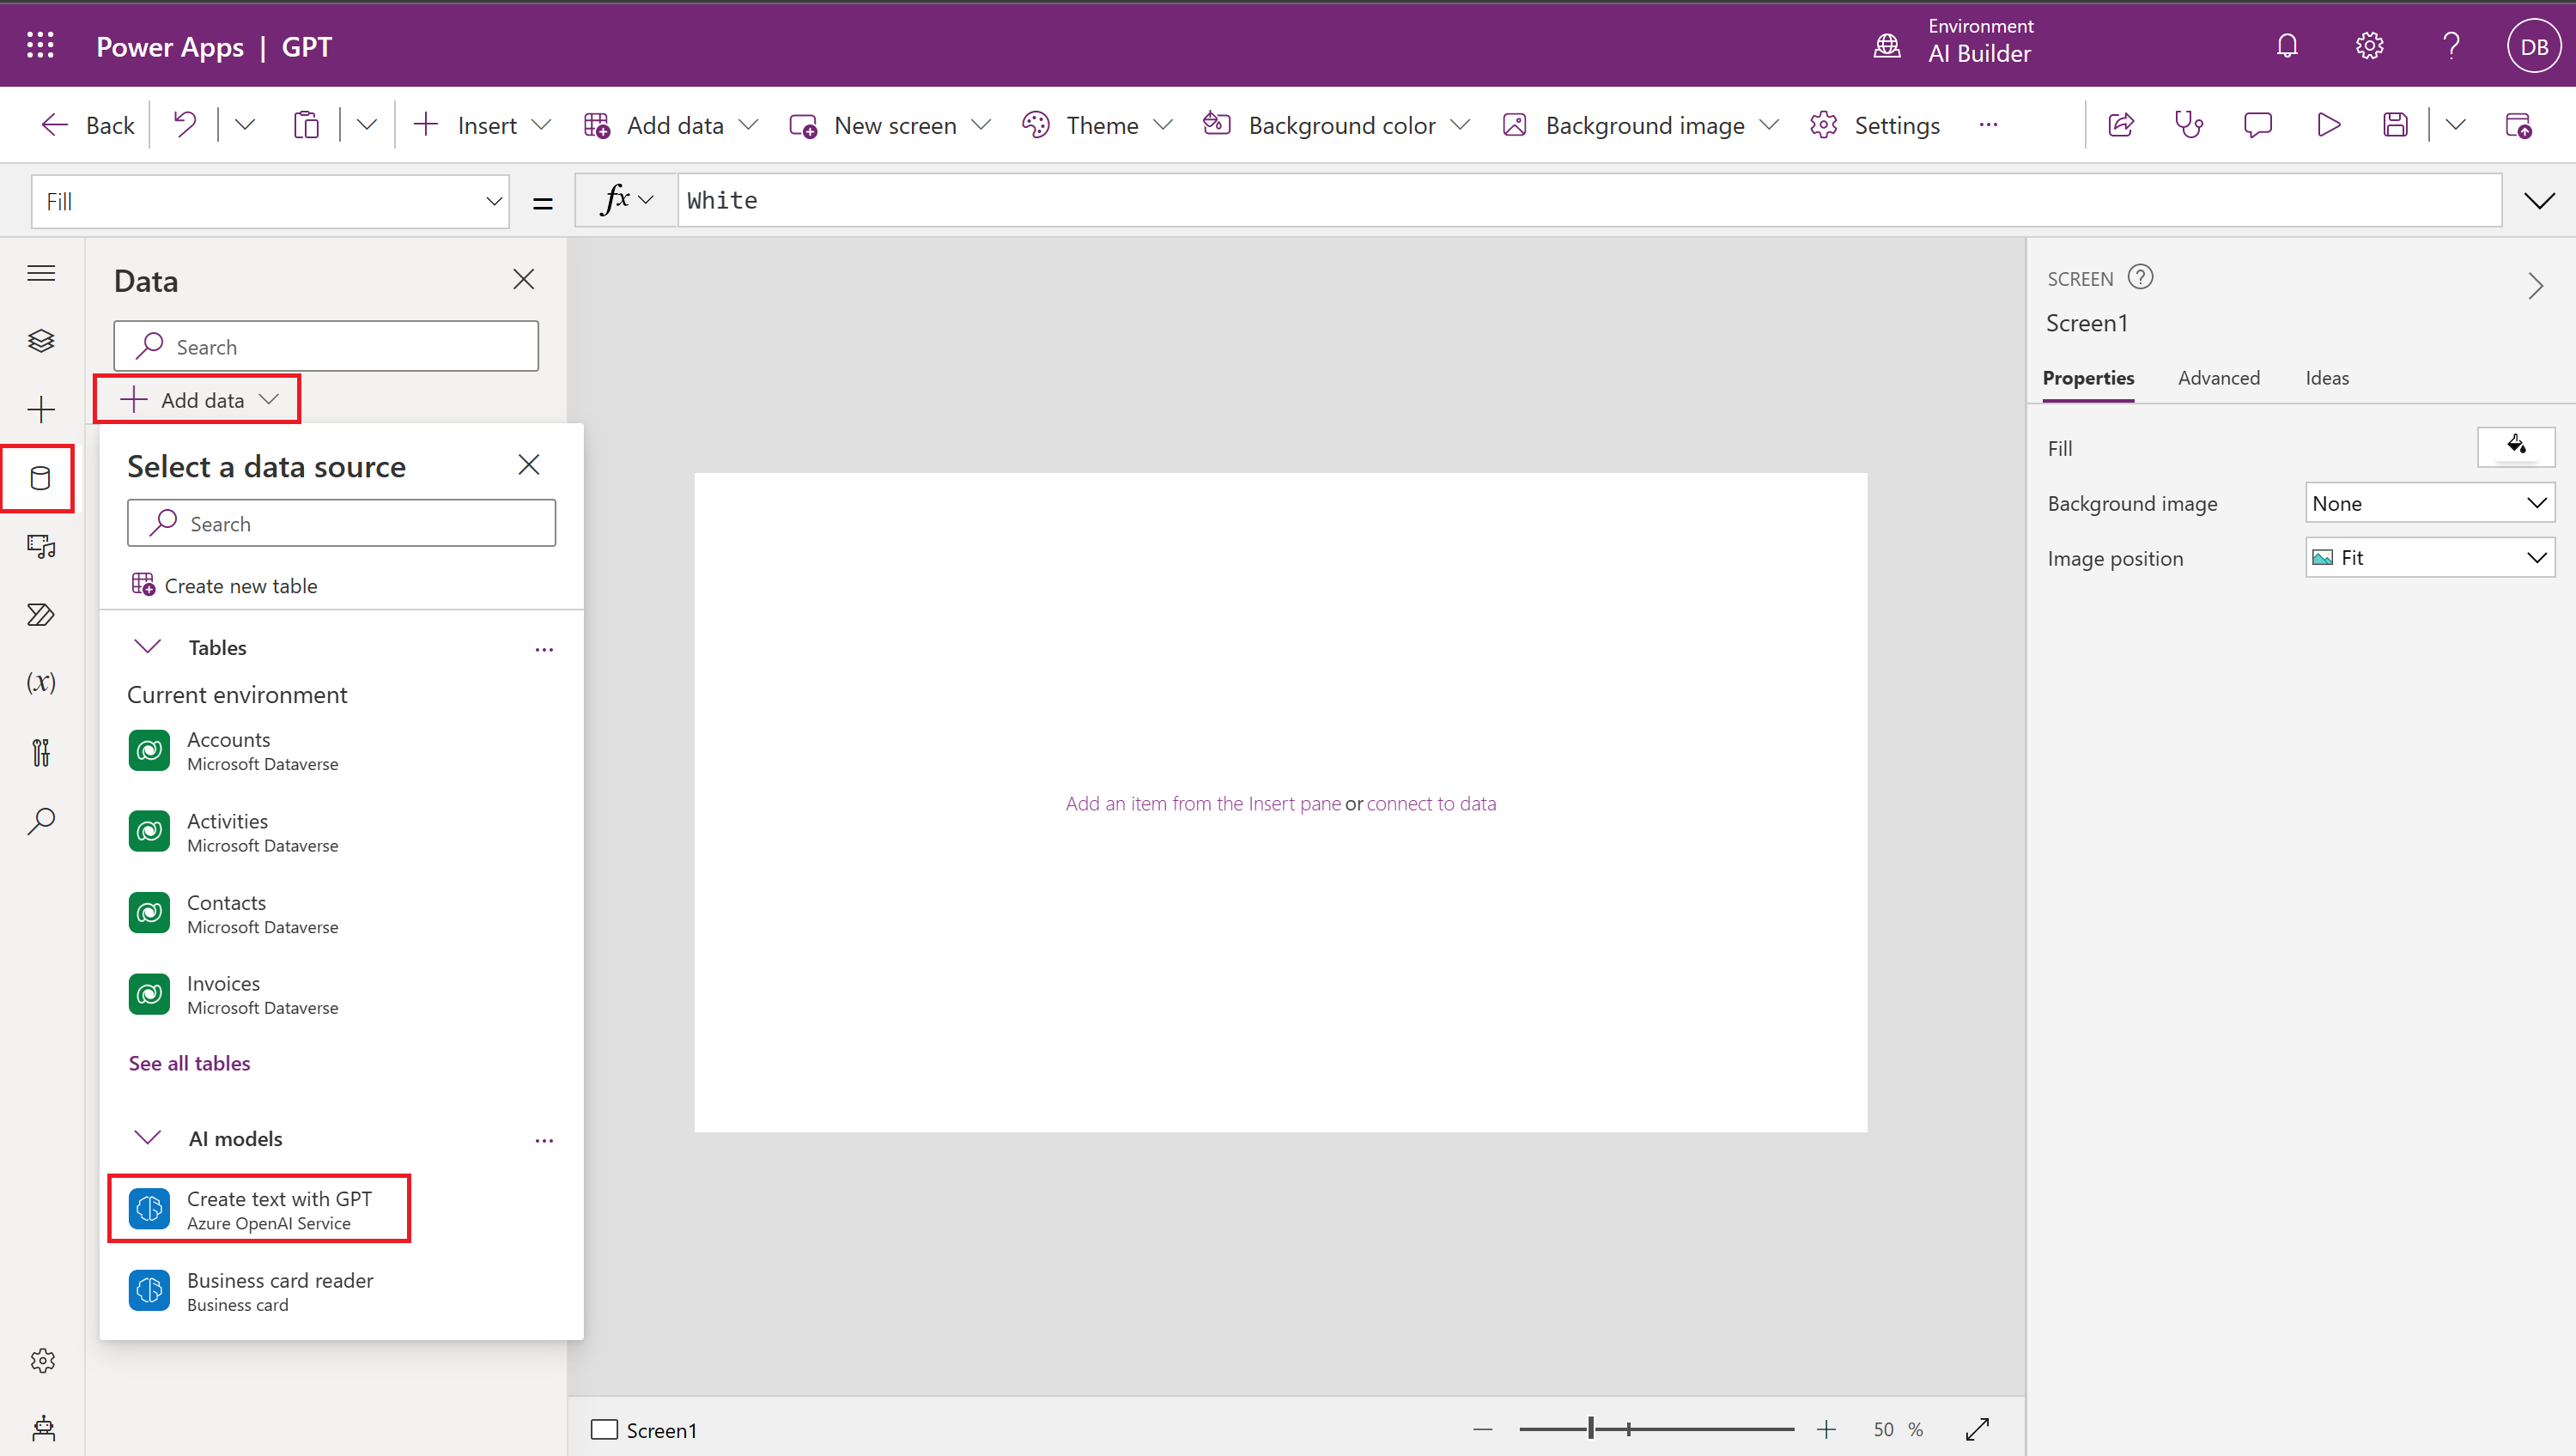 Power Apps | GPT
Environment
AI Builder
DB
Back
Insert
Add data
New screen
Theme
Background color
Background image
Settings
...
Fill
=
fx
White
Data
Search
Add data
Select a data source
Search
Create new table
Tables
...
Current environment
Accounts
Microsoft Dataverse
Activities
Microsoft Dataverse
Contacts
Microsoft Dataverse
Invoices
Microsoft Dataverse
See all tables
AI models
...
Create text with GPT
Azure OpenAI Service
Business card reader
Business card
(x)
Add an item from the Insert pane or connect to data
SCREEN
Screen1
Properties
Advanced
Ideas
Fill
Background image
None
Image position
Fit
Screen1
50 %